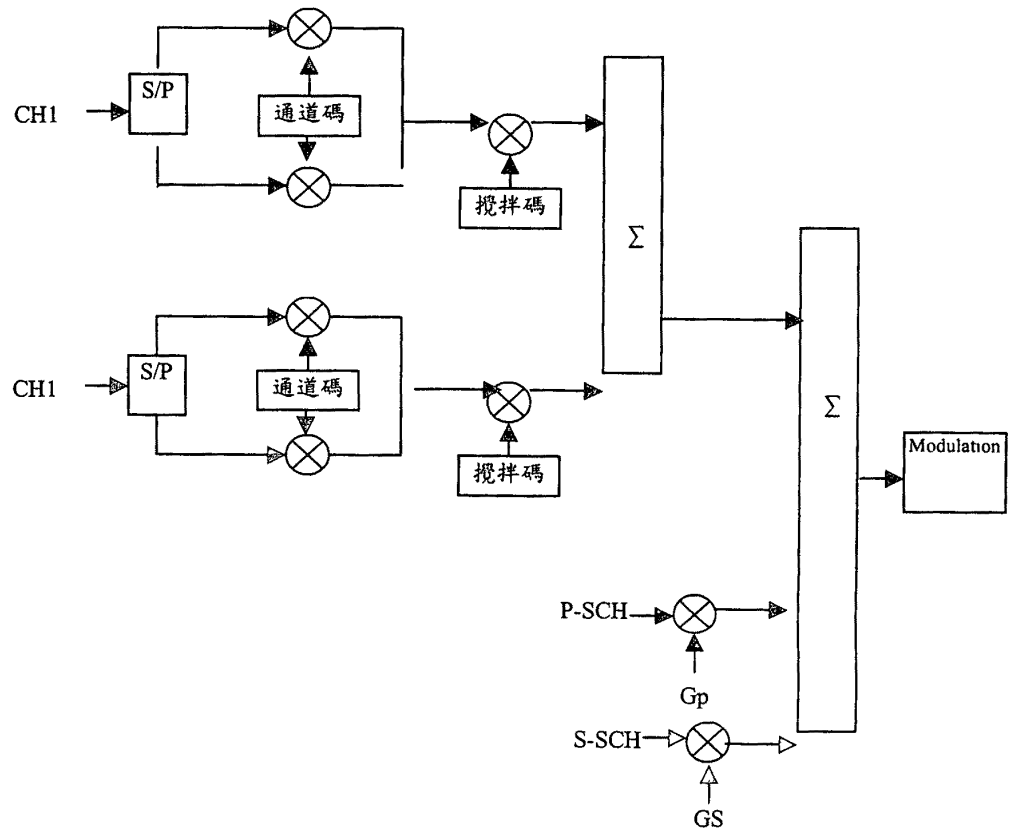 S/P
CH1
通道碼
攪拌碼
Σ
S/P
CH1
通道碼
攪拌碼
Σ
Modulation
P-SCH
Gp
S-SCH
GS